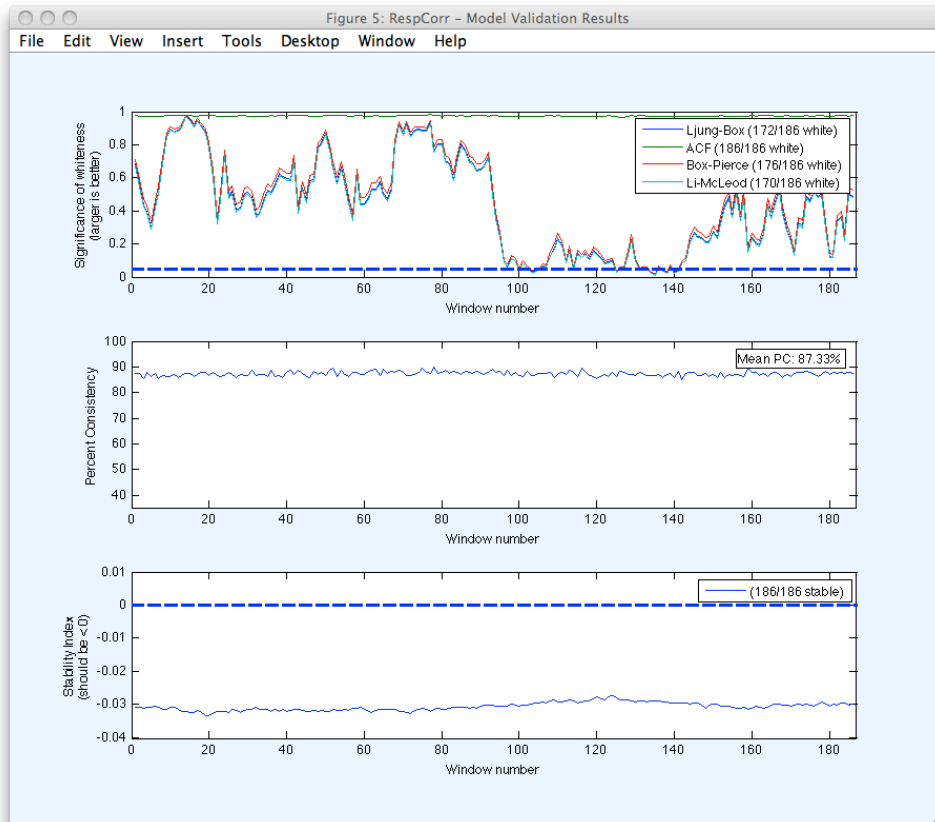 Figure 5: RespCorr – Model Validation Results
File Edit View Insert Tools Desktop Window Help
Significance of whiteness
(larger is better)
1
0.8
0.6
0.4
0.2
0
Ljung-Box (172/186 white)
ACF (186/186 white)
Box-Pierce (176/186 white)
Li-McLeod (170/186 white)
0 20 40 60 80 100 120 140 160 180
Window number
Percent Consistency
100
90
80
70
60
50
40
Mean PC: 87.33%
0 20 40 60 80 100 120 140 160 180
Window number
Stability Index
(should be <0)
0.01
0
-0.01
-0.02
-0.03
-0.04
(186/186 stable)
0 20 40 60 80 100 120 140 160 180
Window number